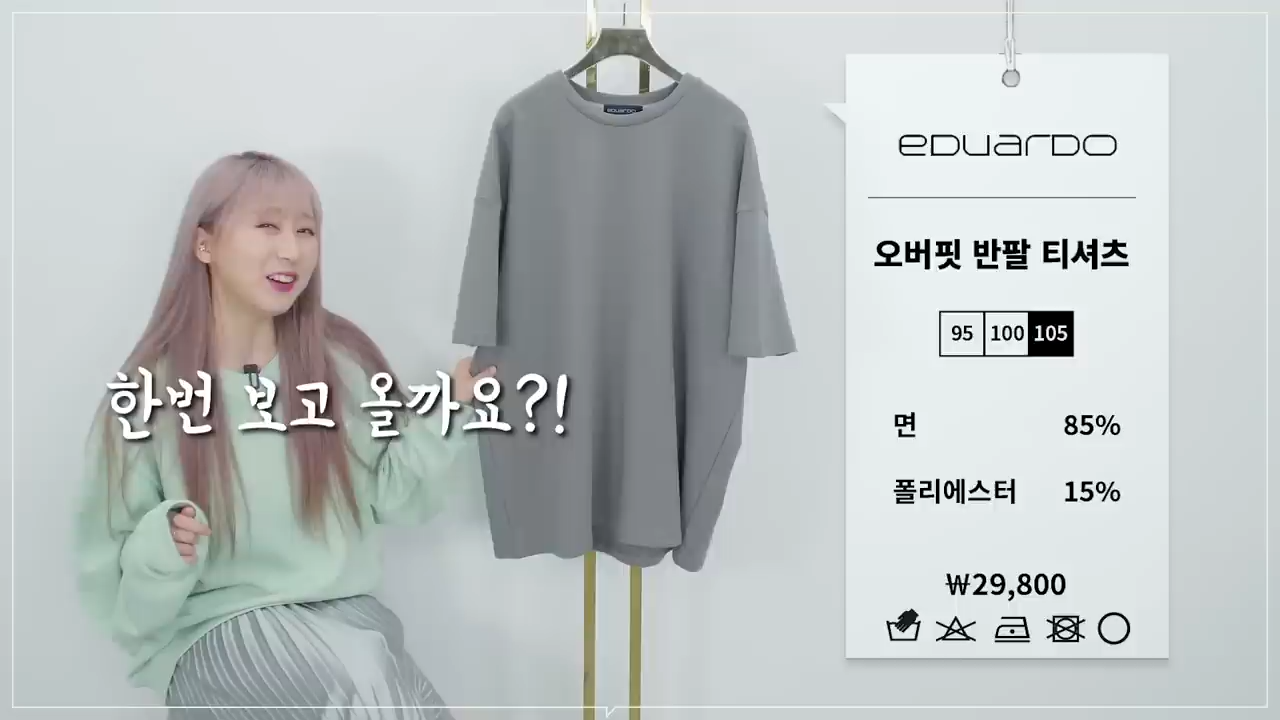 eDuarDO
eDuarDO
오버핏 반팔 티셔츠
95 100 105
한번 보고 올까요?!
면 85%
폴리에스터 15%
₩29,800